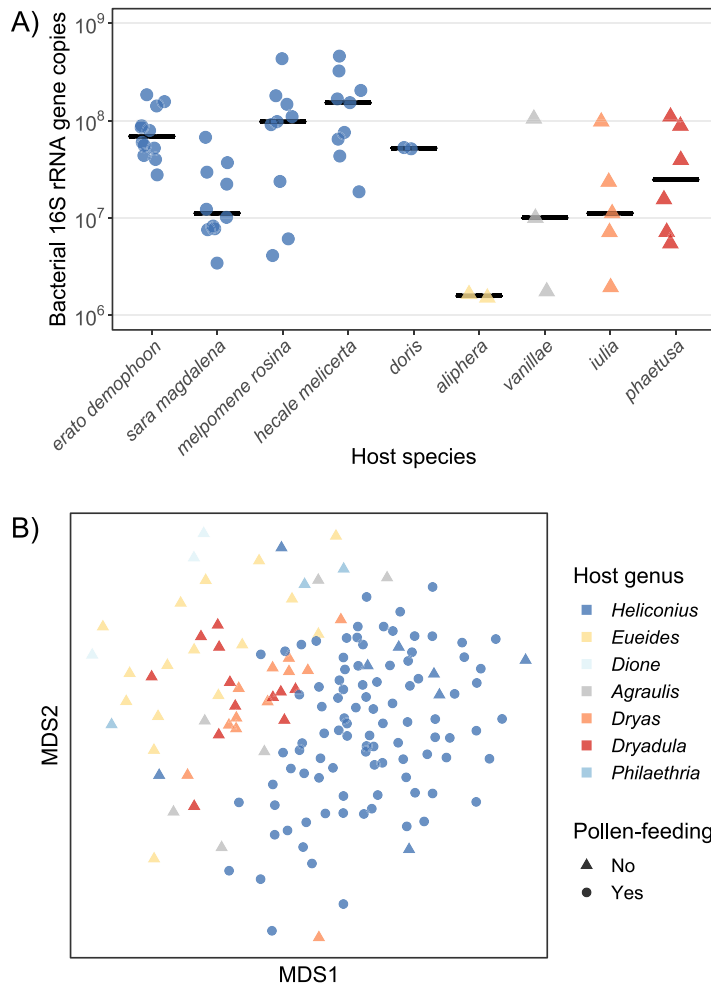 A)
Bacterial 16S rRNA gene copies
10⁹
10⁸
10⁷
10⁶
erato demophoon
sara magdalena
melpomene rosina
hecale melicerta
doris
aliphera
vanillae
iulia
phaetusa
Host species
B)
MDS2
MDS1
Host genus
Heliconius
Eueides
Dione
Agraulis
Dryas
Dryadula
Philaethria
Pollen-feeding
No
Yes